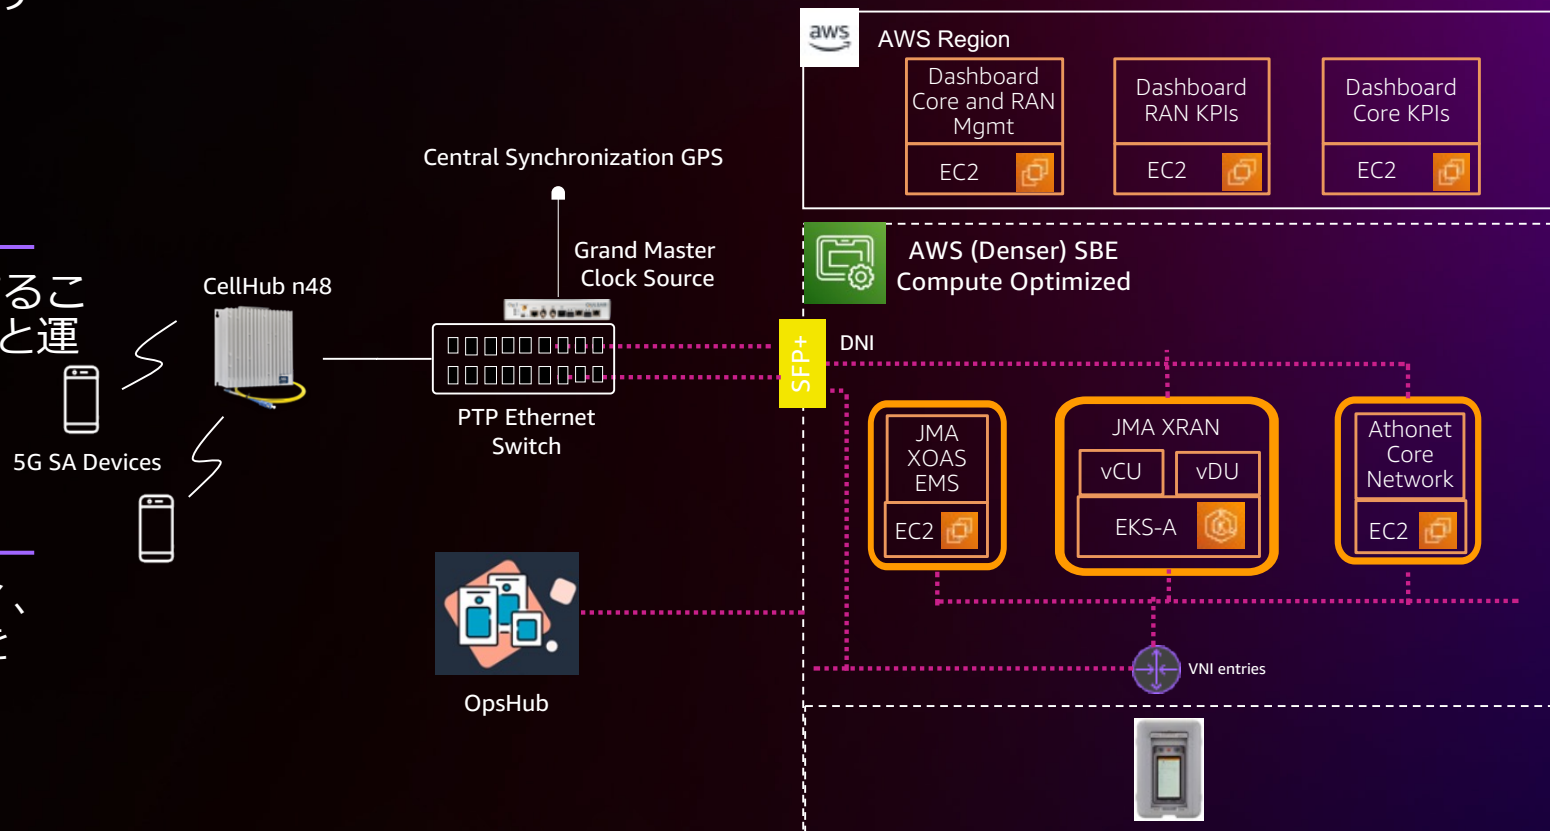 るこ
と運
aws
AWS Region
Dashboard
Core and RAN
Mgmt
EC2
Dashboard
RAN KPIs
EC2
Dashboard
Core KPIs
EC2
Central Synchronization GPS
Grand Master
Clock Source
CellHub n48
5G SA Devices
PTP Ethernet
Switch
OpsHub
AWS (Denser) SBE
Compute Optimized
SFP+
DNI
JMA
XOAS
EMS
EC2
JMA XRAN
vCU
vDU
EKS-A
Athonet
Core
Network
EC2
VNI entries